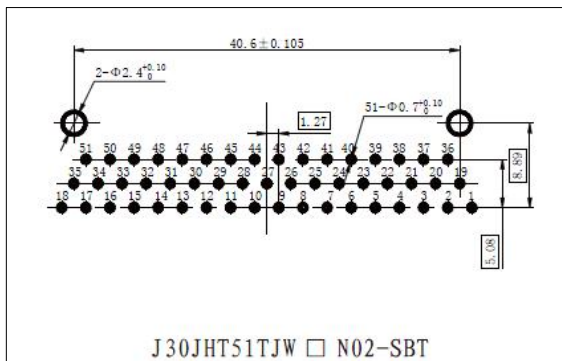 40.6±0.105
2-Φ2.4+0.10 0
51-Φ0.7+0.10 0
1.27
51 50 49 48 47 46 45 44 43 42 41 40 39 38 37 36
35 34 33 32 31 30 29 28 27 26 25 24 23 22 21 20 19
18 17 16 15 14 13 12 11 10 9 8 7 6 5 4 3 2 1
8.89
5.08
J30JHT51TJW □ N02-SBT